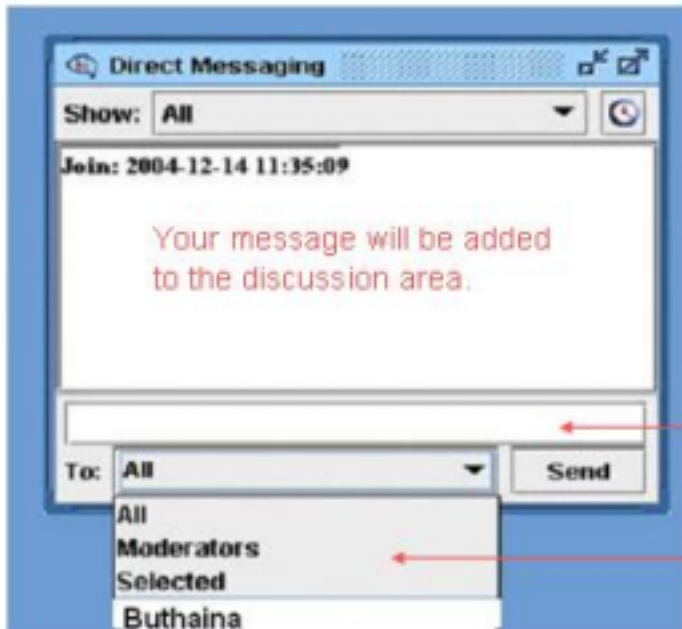 Direct Messaging
Show: All
Join: 2004-12-14 11:35:09
Your message will be added
to the discussion area.
To: All Send
All
Moderators
Selected
Buthaina